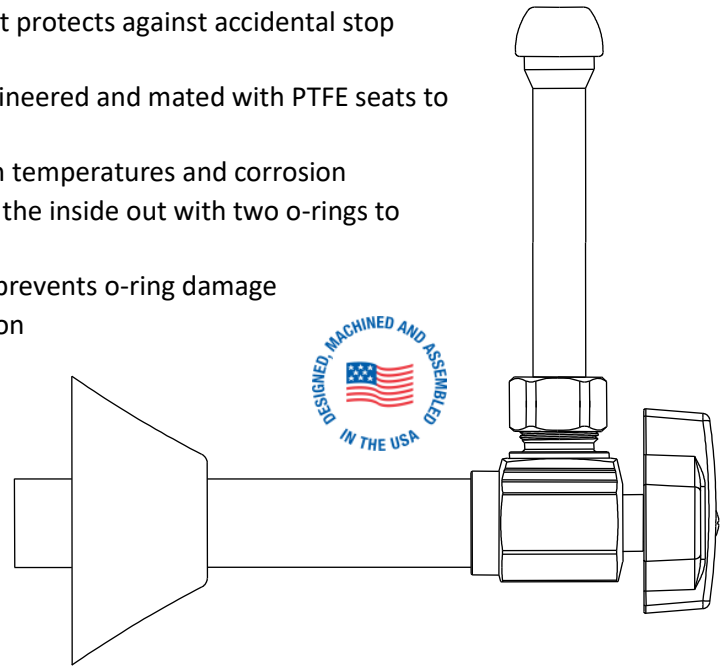 t protects against accidental stop
ineered and mated with PTFE seats to
n temperatures and corrosion
the inside out with two o-rings to
prevents o-ring damage
on
DESIGNED, MACHINED AND ASSEMBLED
IN THE USA